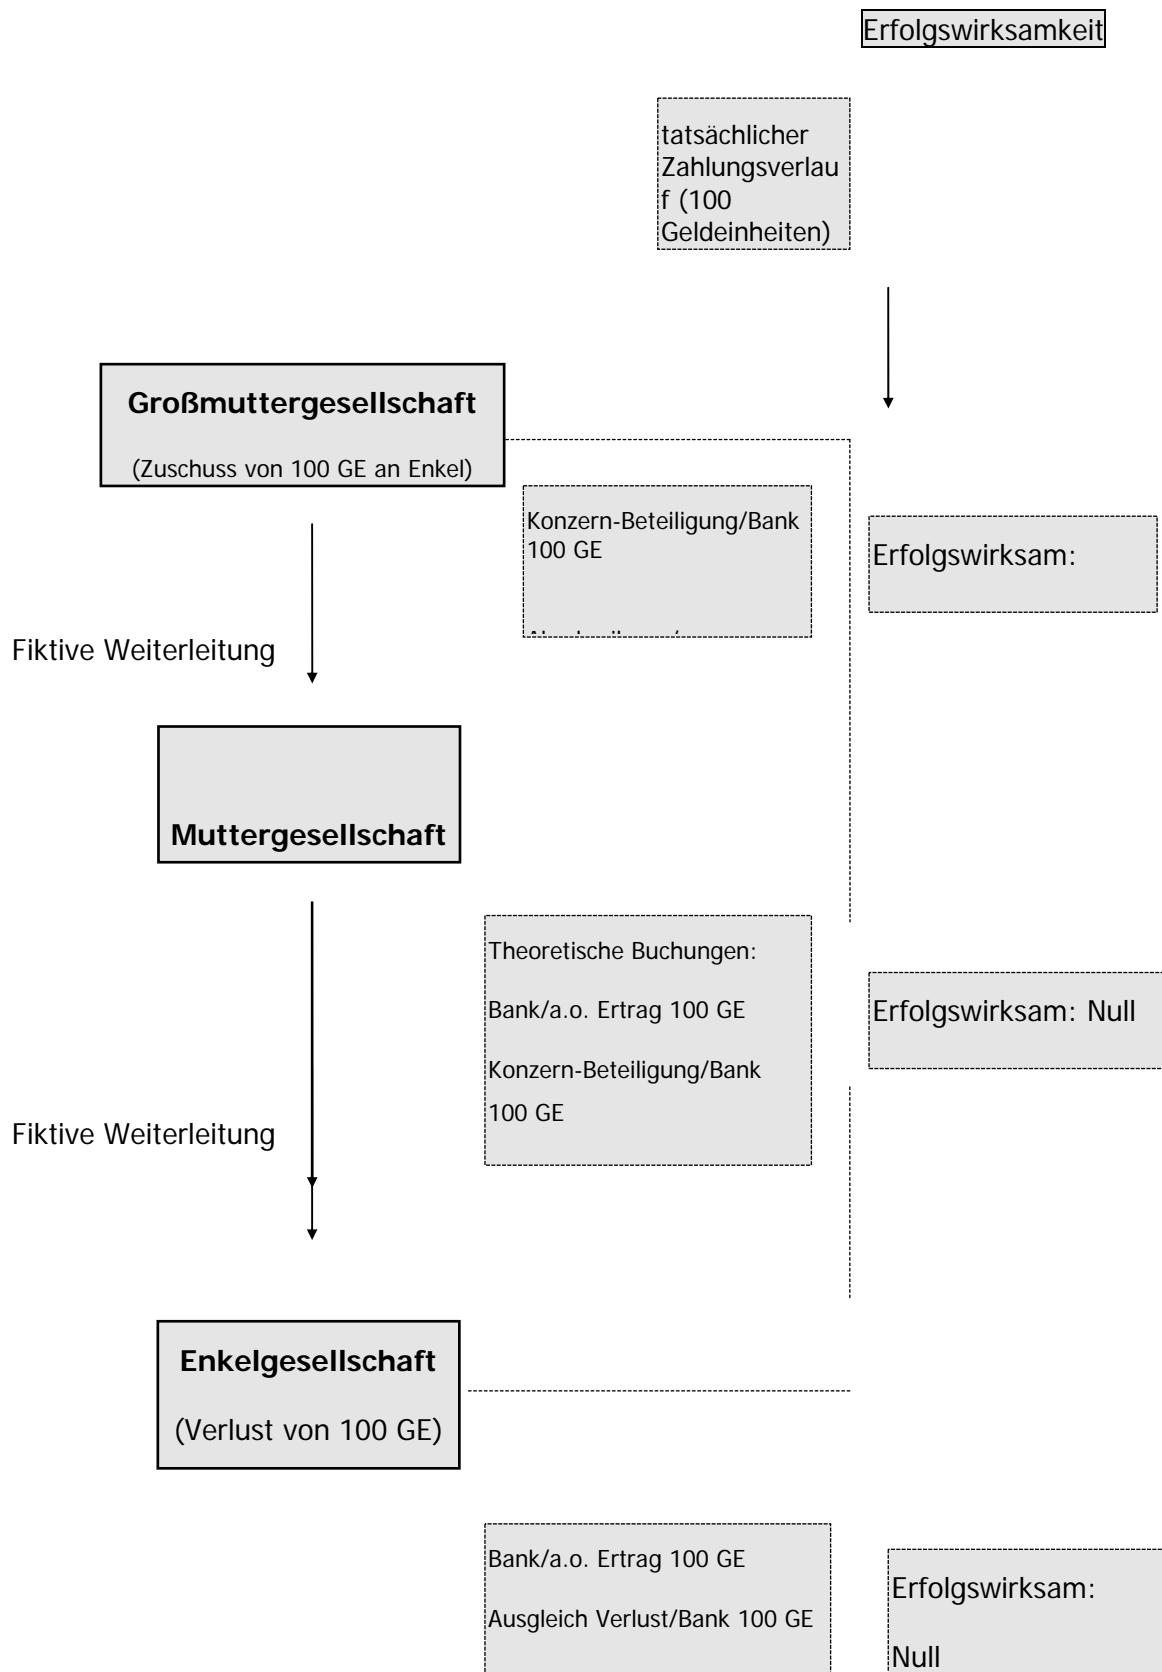 Erfolgswirksamkeit
tatsächlicher
Zahlungsverlau
f (100
Geldeinheiten)
Großmuttergesellschaft
(Zuschuss von 100 GE an Enkel)
Konzern-Beteiligung/Bank
100 GE
Erfolgswirksam:
Fiktive Weiterleitung
Muttergesellschaft
Theoretische Buchungen:
Bank/a.o. Ertrag 100 GE
Konzern-Beteiligung/Bank
100 GE
Erfolgswirksam: Null
Fiktive Weiterleitung
Enkelgesellschaft
(Verlust von 100 GE)
Bank/a.o. Ertrag 100 GE
Ausgleich Verlust/Bank 100 GE
Erfolgswirksam:
Null